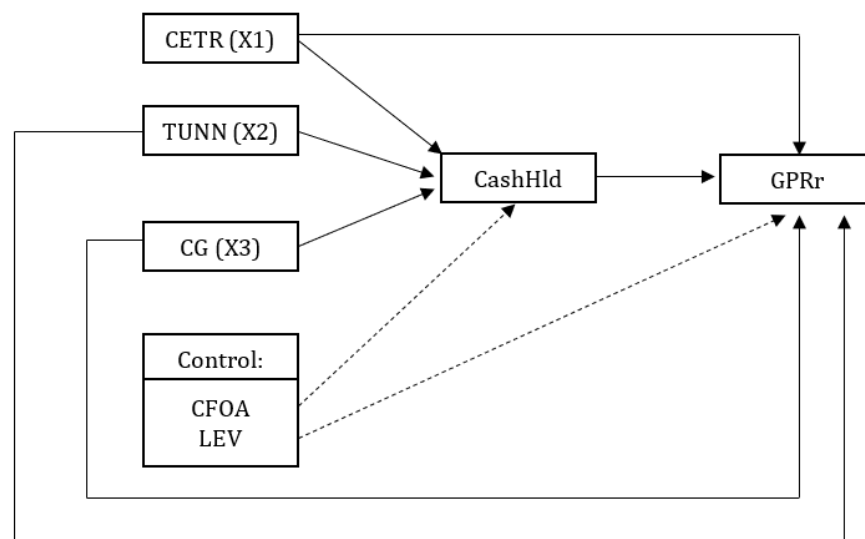 CETR (X1)
TUNN (X2)
CashHld
GPRr
CG (X3)
Control:
CFOA
LEV